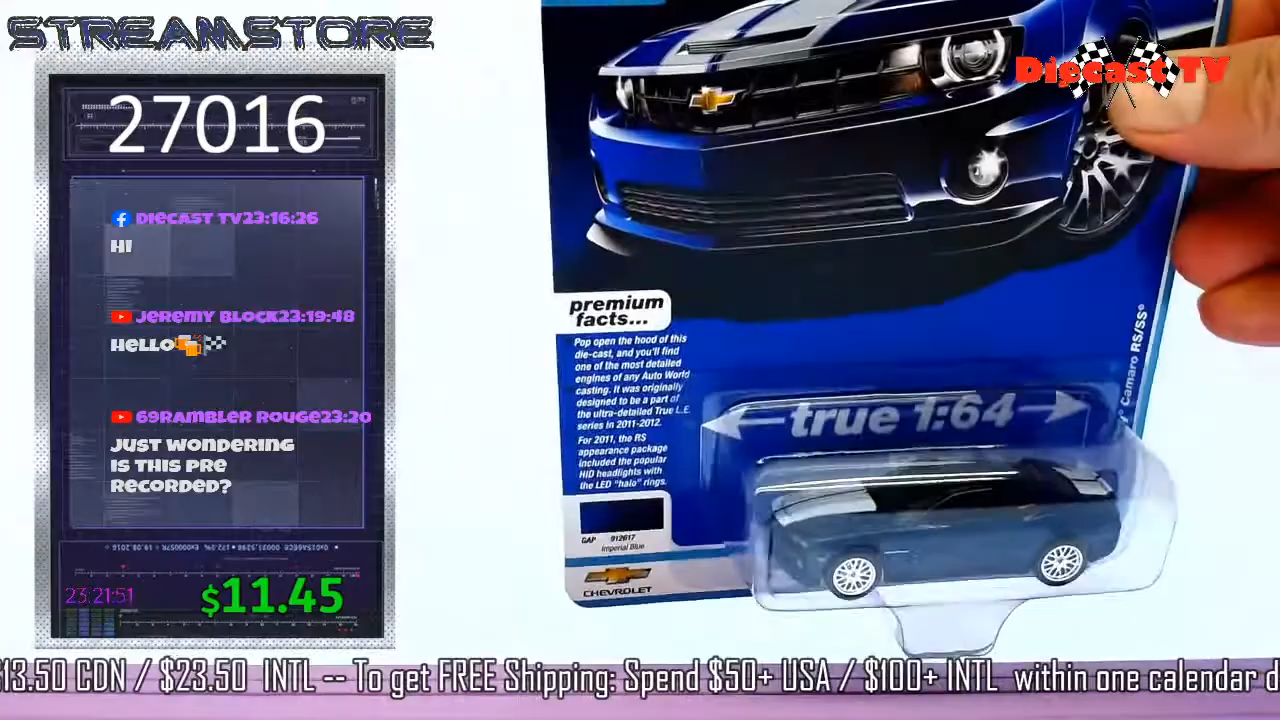 STREAMSTORE
27016
Diecast TV23:16:26
HI
Jeremy Block23:19:48
Hello
69Rambler Rouge23:20
Just wondering
is this pre
recorded?
23:21:51
$11.45
Diecast TV
premium
facts...
Pop open the hood of this
die-cast, and you'll find
one of the most detailed
engines of any Auto World
casting. It was originally
designed to be a part of
the ultra-detailed True L.E.
series in 2011-2012.
For 2011, the RS
appearance package
included the popular
HID headlights with
the LED "halo" rings.
GAP 912617
Imperial Blue
CHEVROLET
true 1:64
Camaro RS/SS
13.50 CDN / $23.50 INTL -- To get FREE Shipping: Spend $50+ USA / $100+ INTL within one calendar d